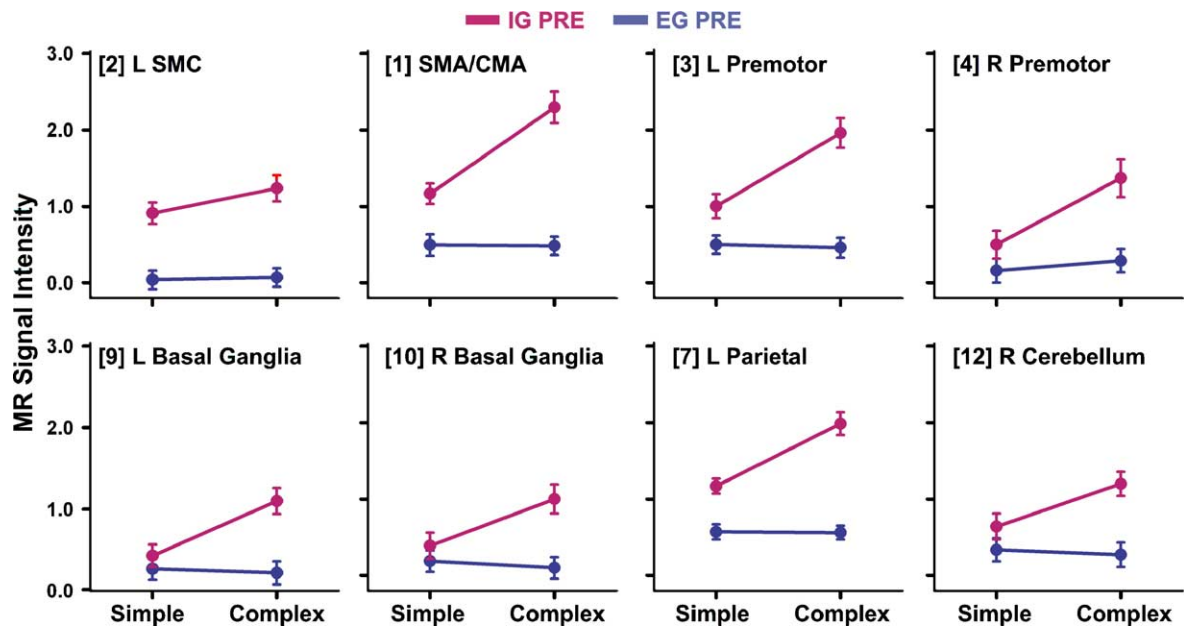 IG PRE EG PRE
MR Signal Intensity
3.0
2.0
1.0
0.0
[2] L SMC
[1] SMA/CMA
[3] L Premotor
[4] R Premotor
3.0
2.0
1.0
0.0
[9] L Basal Ganglia
[10] R Basal Ganglia
[7] L Parietal
[12] R Cerebellum
Simple Complex
Simple Complex
Simple Complex
Simple Complex